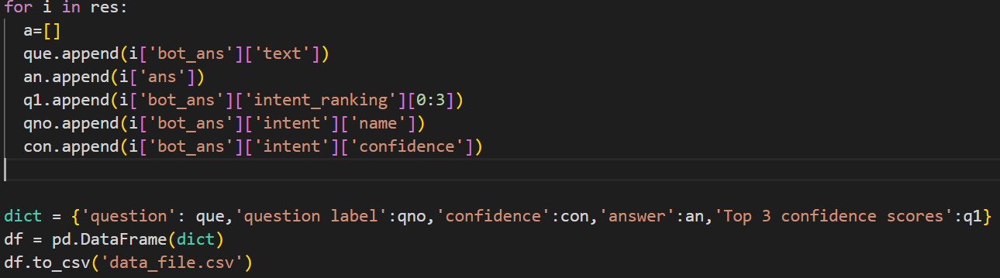 for i in res:
  a=[]
  que.append(i['bot_ans']['text'])
  an.append(i['ans'])
  q1.append(i['bot_ans']['intent_ranking'][0:3])
  qno.append(i['bot_ans']['intent']['name'])
  con.append(i['bot_ans']['intent']['confidence'])
dict = {'question': que,'question label':qno,'confidence':con,'answer':an,'Top 3 confidence scores':q1}
df = pd.DataFrame(dict)
df.to_csv('data_file.csv')